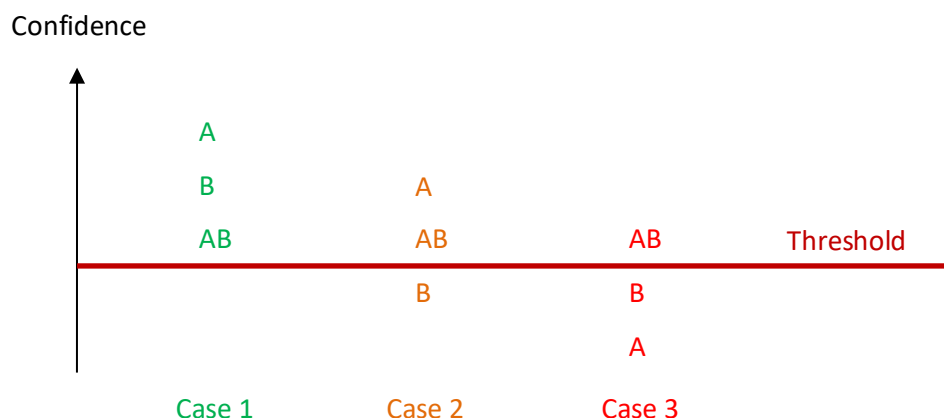 Confidence
A
B A
AB AB AB Threshold
B B
A
Case 1 Case 2 Case 3